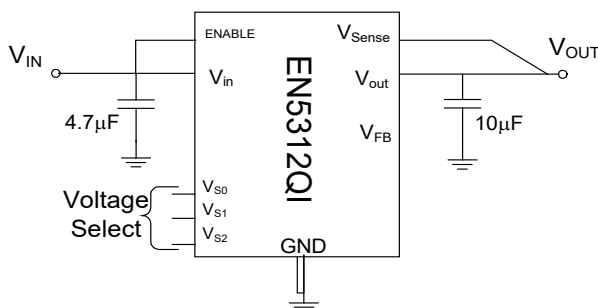 ENABLE
V_Sense
V_IN
V_OUT
V_in
V_out
4.7μF
EN5312QI
10μF
V_FB
Voltage
Select
V_S0
V_S1
V_S2
GND